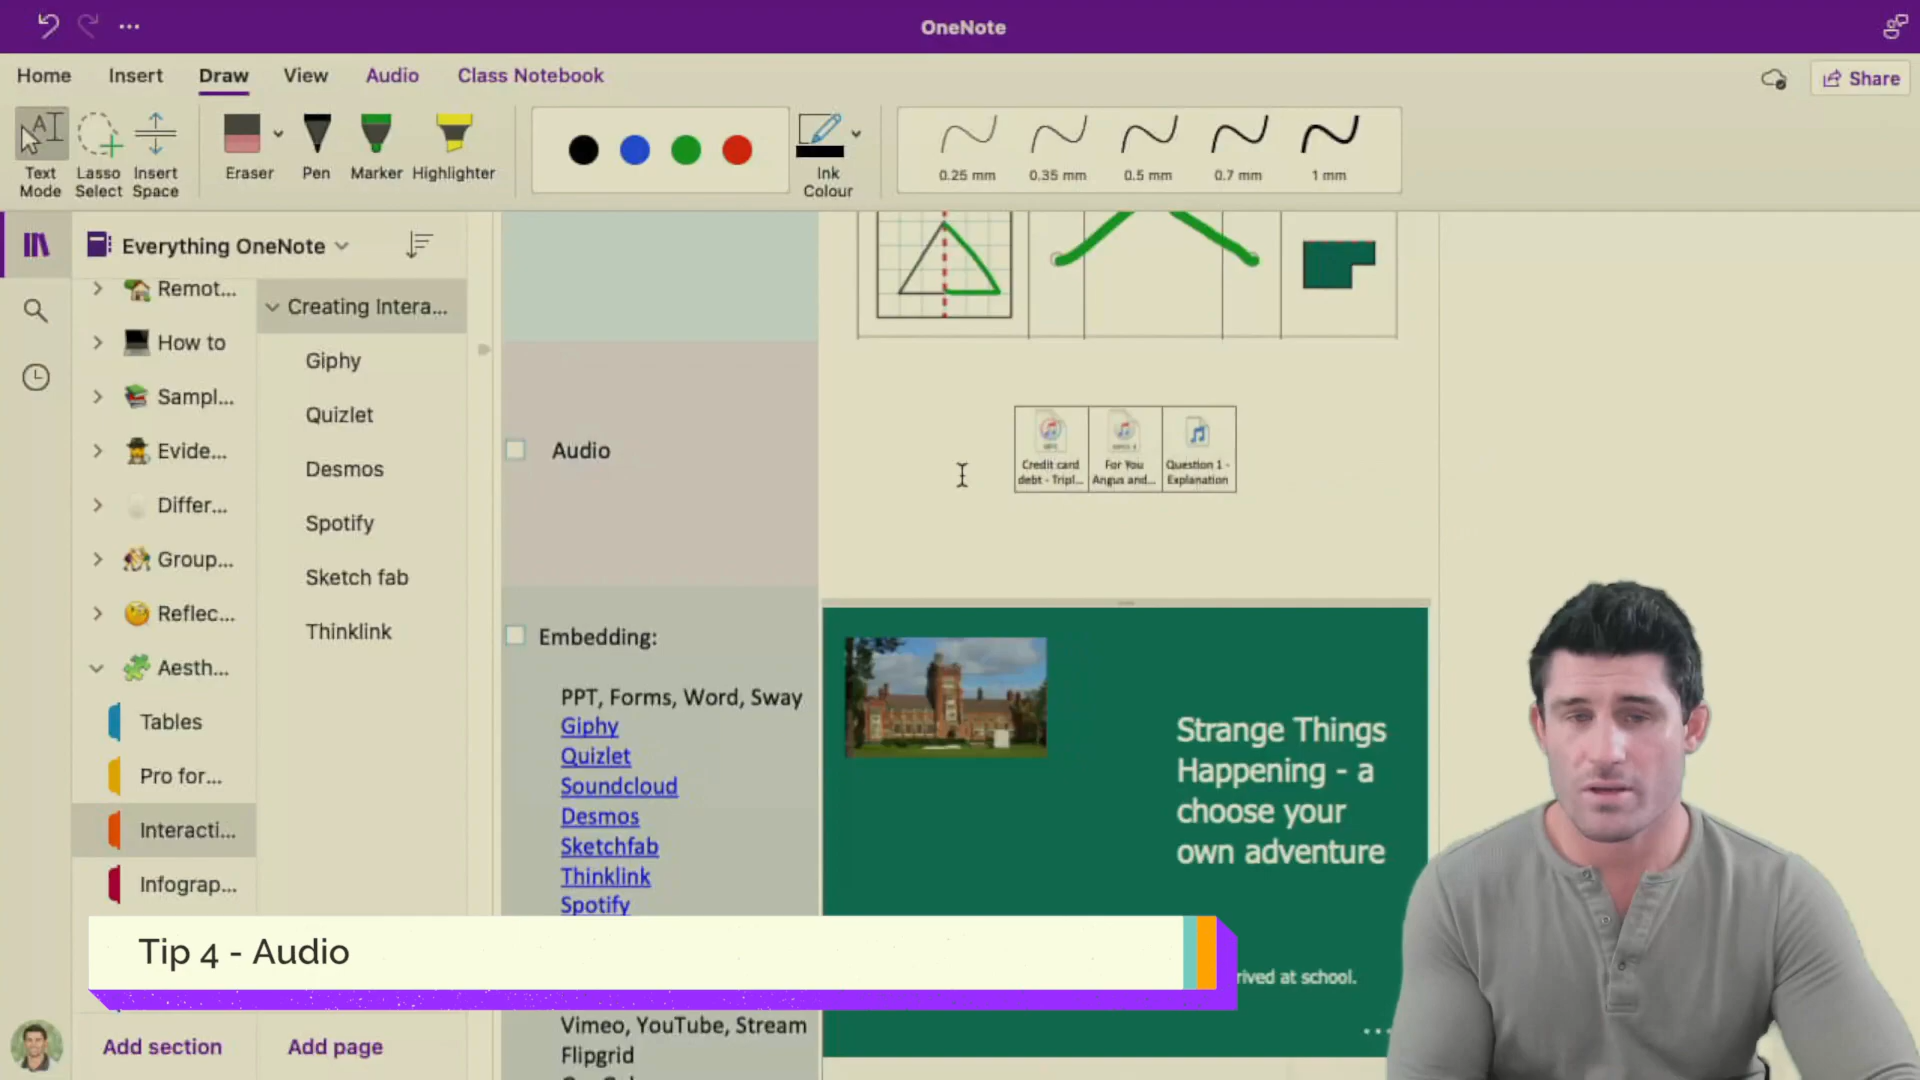 OneNote
Home Insert Draw View Audio Class Notebook
Share
Text Mode
Lasso Select
Insert Space
Eraser
Pen
Marker
Highlighter
Ink Colour
0.25 mm
0.35 mm
0.5 mm
0.7 mm
1 mm
Everything OneNote
Remot...
How to
Sampl...
Evide...
Differ...
Group...
Reflec...
Aesth...
Tables
Pro for...
Interacti...
Infograp...
Add section
Creating Intera...
Giphy
Quizlet
Desmos
Spotify
Sketch fab
Thinklink
Add page
Audio
Credit card
debt - Tripl...
For You
Angus and...
Question 1 -
Explanation
Embedding:
PPT, Forms, Word, Sway
Giphy
Quizlet
Soundcloud
Desmos
Sketchfab
Thinklink
Spotify
Vimeo, YouTube, Stream
Flipgrid
Strange Things
Happening - a
choose your
own adventure
rived at school.
Tip 4 - Audio